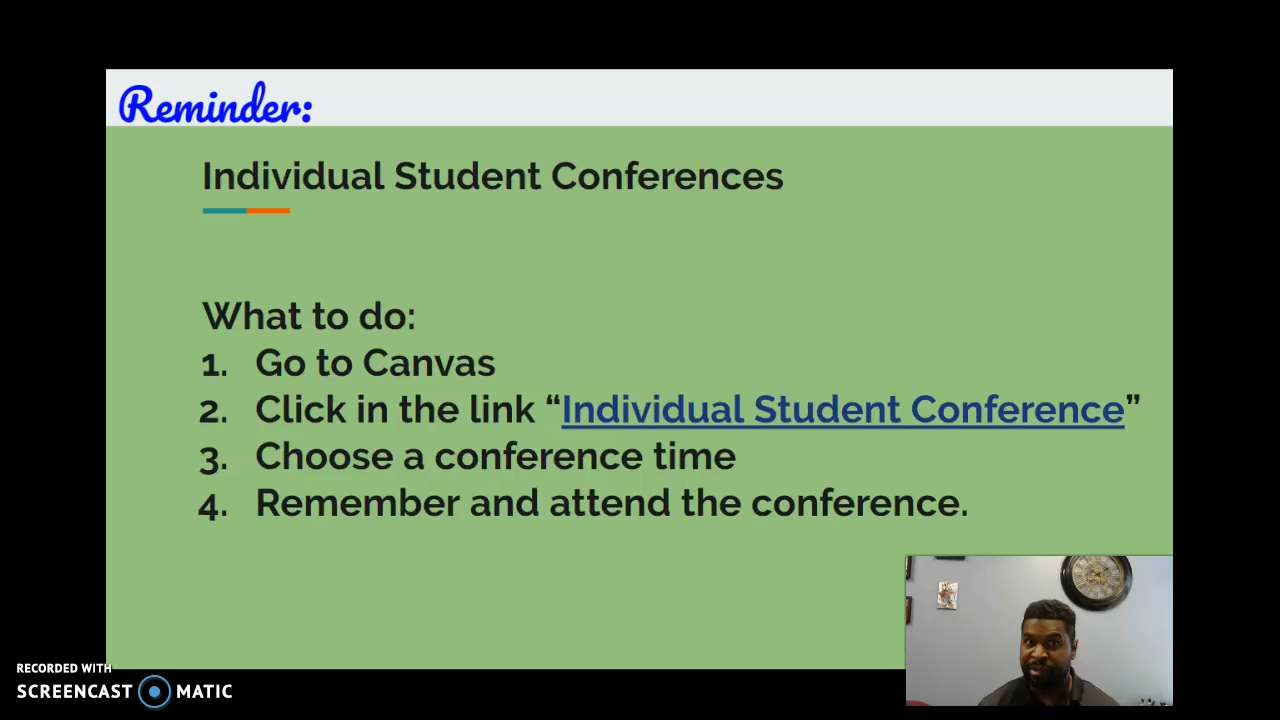 Reminder:
Individual Student Conferences
What to do:
1. Go to Canvas
2. Click in the link “Individual Student Conference”
3. Choose a conference time
4. Remember and attend the conference.
RECORDED WITH
SCREENCAST MATIC